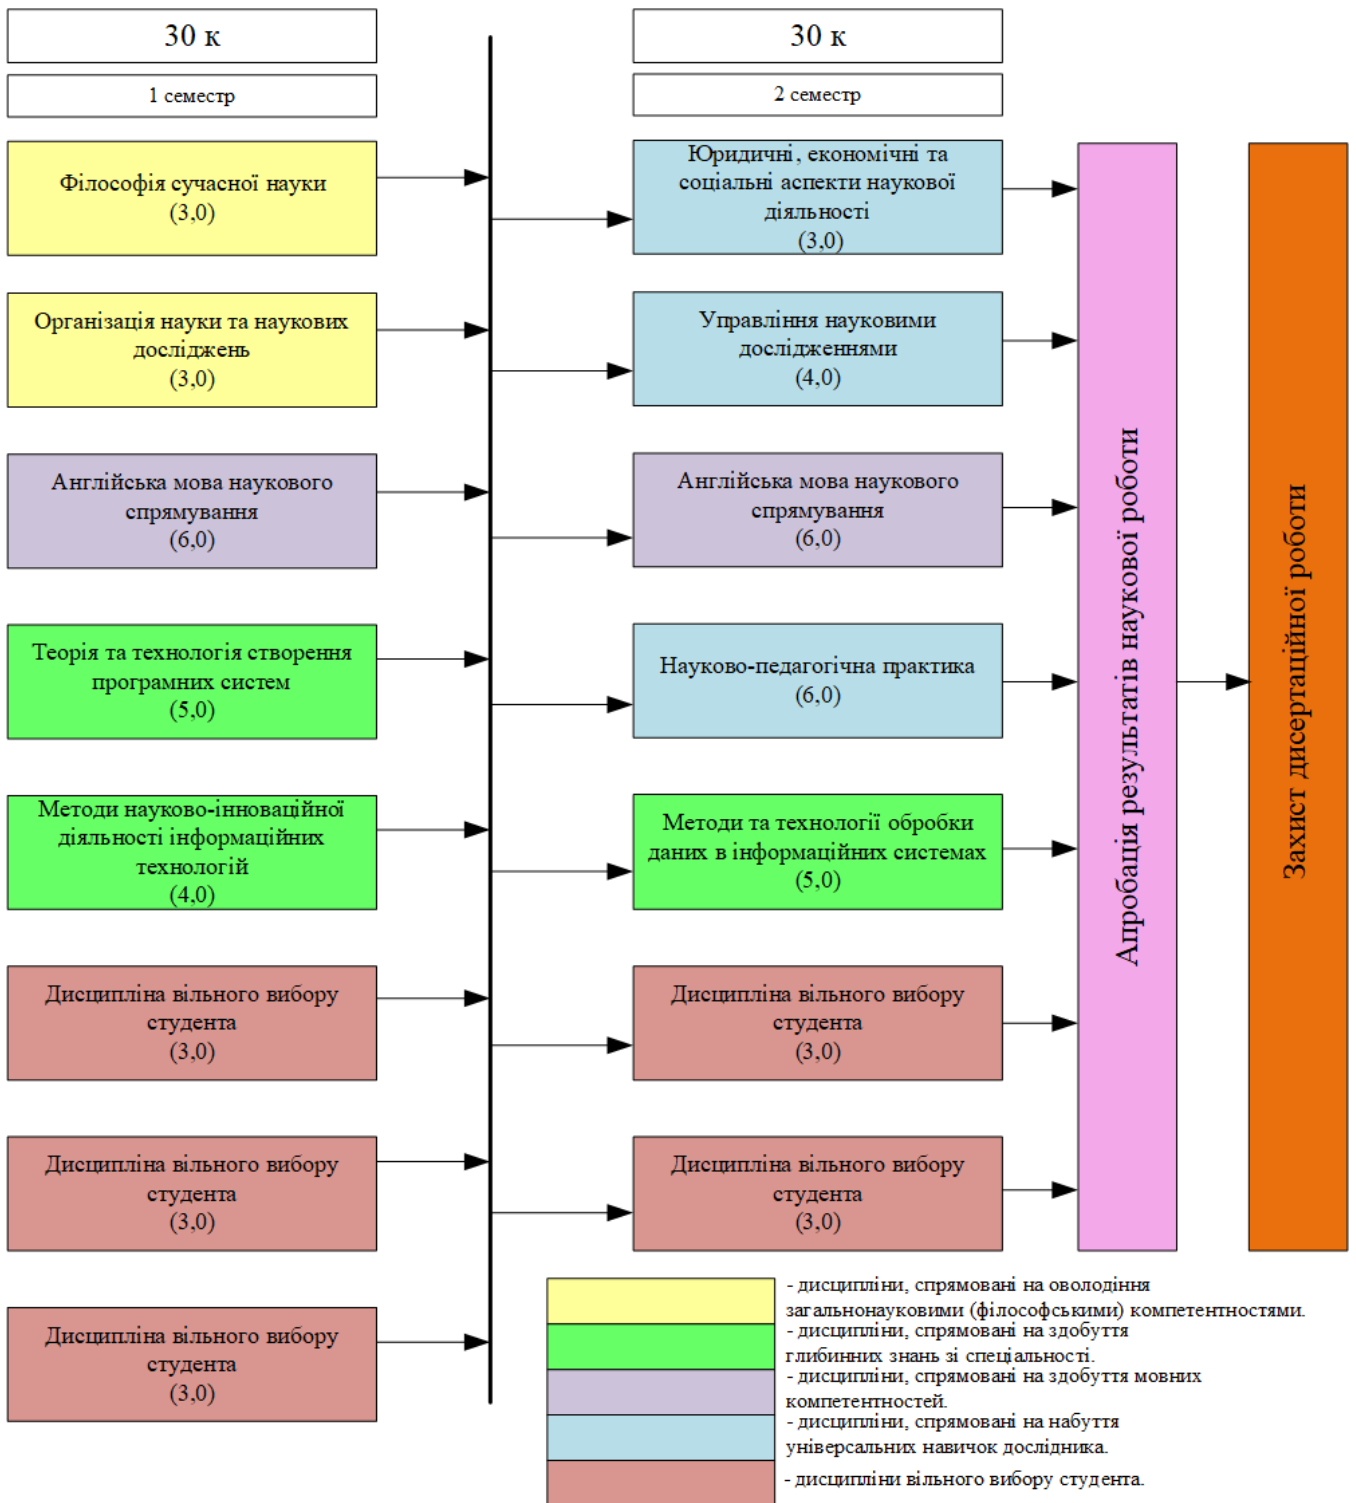 30 к
1 семестр
Філософія сучасної науки
(3,0)
Організація науки та наукових
досліджень
(3,0)
Англійська мова наукового
спрямування
(6,0)
Теорія та технологія створення
програмних систем
(5,0)
Методи науково-інноваційної
діяльності інформаційних
технологій
(4,0)
Дисципліна вільного вибору
студента
(3,0)
Дисципліна вільного вибору
студента
(3,0)
Дисципліна вільного вибору
студента
(3,0)
30 к
2 семестр
Юридичні, економічні та
соціальні аспекти наукової
діяльності
(3,0)
Управління науковими
дослідженнями
(4,0)
Англійська мова наукового
спрямування
(6,0)
Науково-педагогічна практика
(6,0)
Методи та технології обробки
даних в інформаційних системах
(5,0)
Дисципліна вільного вибору
студента
(3,0)
Дисципліна вільного вибору
студента
(3,0)
Апробація результатів наукової роботи
Захист дисертаційної роботи
- дисципліни, спрямовані на оволодіння
загальнонауковими (філософськими) компетентностями.
- дисципліни, спрямовані на здобуття
глибинних знань зі спеціальності.
- дисципліни, спрямовані на здобуття мовних
компетентностей.
- дисципліни, спрямовані на набуття
універсальних навичок дослідника.
- дисципліни вільного вибору студента.